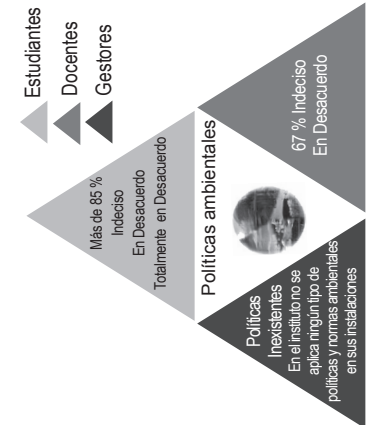 Estudiantes
Docentes
Gestores
Más de 85 %
Indeciso
En Desacuerdo
Totalmente en Desacuerdo
Políticas ambientales
Políticas
Inexistentes
En el instituto no se
aplica ningún tipo de
políticas y normas ambientales
en sus instalaciones
67 % Indeciso
En Desacuerdo